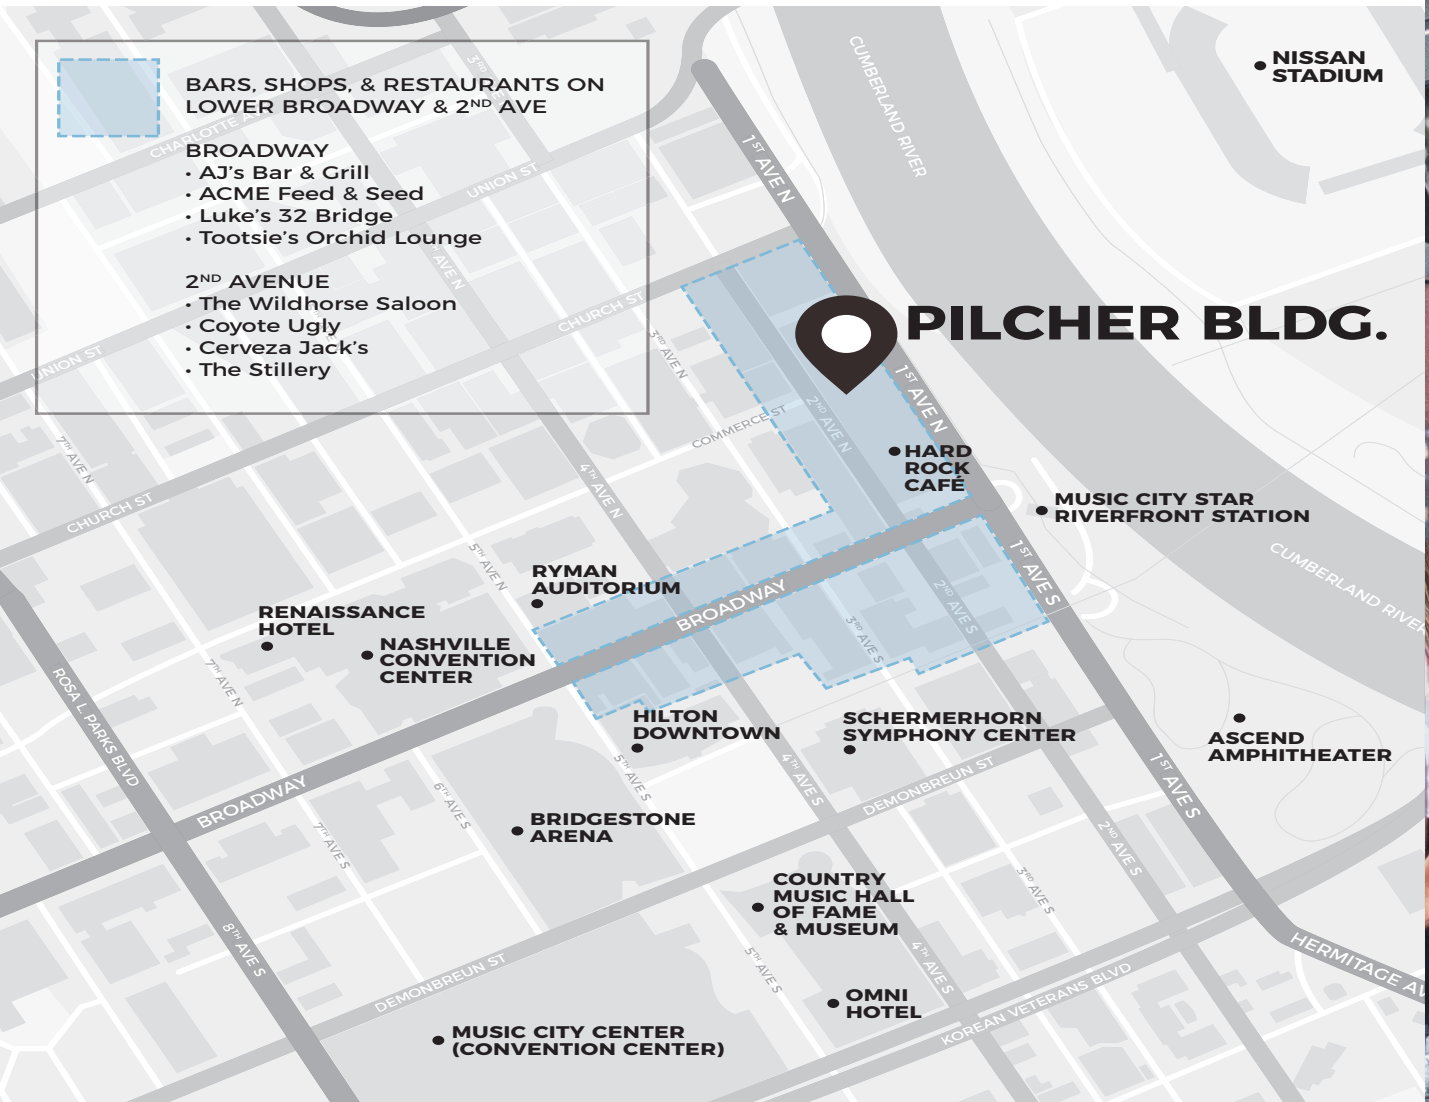 BARS, SHOPS, & RESTAURANTS ON
LOWER BROADWAY & 2ND AVE
BROADWAY
• AJ’s Bar & Grill
• ACME Feed & Seed
• Luke’s 32 Bridge
• Tootsie’s Orchid Lounge
2ND AVENUE
• The Wildhorse Saloon
• Coyote Ugly
• Cerveza Jack’s
• The Stillery
NISSAN
STADIUM
CUMBERLAND RIVER
CHARLOTTE AVE
UNION ST
1ST AVE N
CHURCH ST
3RD AVE N
PILCHER BLDG.
UNION ST
1ST AVE N
2ND AVE N
COMMERCE ST
7TH AVE N
CHURCH ST
4TH AVE N
HARD
ROCK
CAFÉ
MUSIC CITY STAR
RIVERFRONT STATION
5TH AVE N
1ST AVE S
CUMBERLAND RIVER
RYMAN
AUDITORIUM
BROADWAY
2ND AVE S
3RD AVE S
RENAISSANCE
HOTEL
NASHVILLE
CONVENTION
CENTER
7TH AVE N
ROSA L. PARKS BLVD
HILTON
DOWNTOWN
SCHERMERHORN
SYMPHONY CENTER
ASCEND
AMPHITHEATER
5TH AVE S
4TH AVE S
DEMONBREUN ST
1ST AVE S
BROADWAY
6TH AVE S
7TH AVE S
BRIDGESTONE
ARENA
2ND AVE S
3RD AVE S
COUNTRY
MUSIC HALL
OF FAME
& MUSEUM
8TH AVE S
DEMONBREUN ST
5TH AVE S
4TH AVE S
HERMITAGE AV
KOREAN VETERANS BLVD
OMNI
HOTEL
MUSIC CITY CENTER
(CONVENTION CENTER)